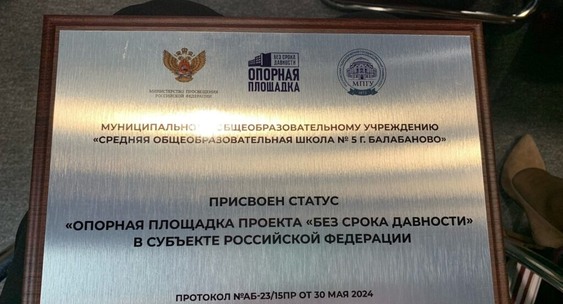 МИНИСТЕРСТВО ПРОСВЕЩЕНИЯ
РОССИЙСКОЙ ФЕДЕРАЦИИ
БЕЗ СРОКА
ДАВНОСТИ
ОПОРНАЯ
ПЛОЩАДКА
МПГУ
МУНИЦИПАЛЬНО ОБЩЕОБРАЗОВАТЕЛЬНОМУ УЧРЕЖДЕНИЮ
«СРЕДНЯЯ ОБЩЕОБРАЗОВАТЕЛЬНАЯ ШКОЛА № 5 Г. БАЛАБАНОВО»
ПРИСВОЕН СТАТУС
«ОПОРНАЯ ПЛОЩАДКА ПРОЕКТА «БЕЗ СРОКА ДАВНОСТИ»
В СУБЪЕКТЕ РОССИЙСКОЙ ФЕДЕРАЦИИ
ПРОТОКОЛ №АБ-23/15ПР ОТ 30 МАЯ 2024